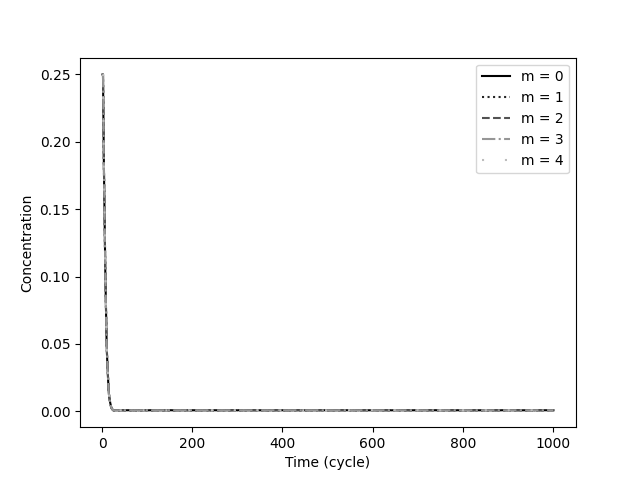 0.25
0.20
0.15
0.10
0.05
0.00
Concentration
0
200
400
600
800
1000
Time (cycle)
m = 0
m = 1
m = 2
m = 3
m = 4